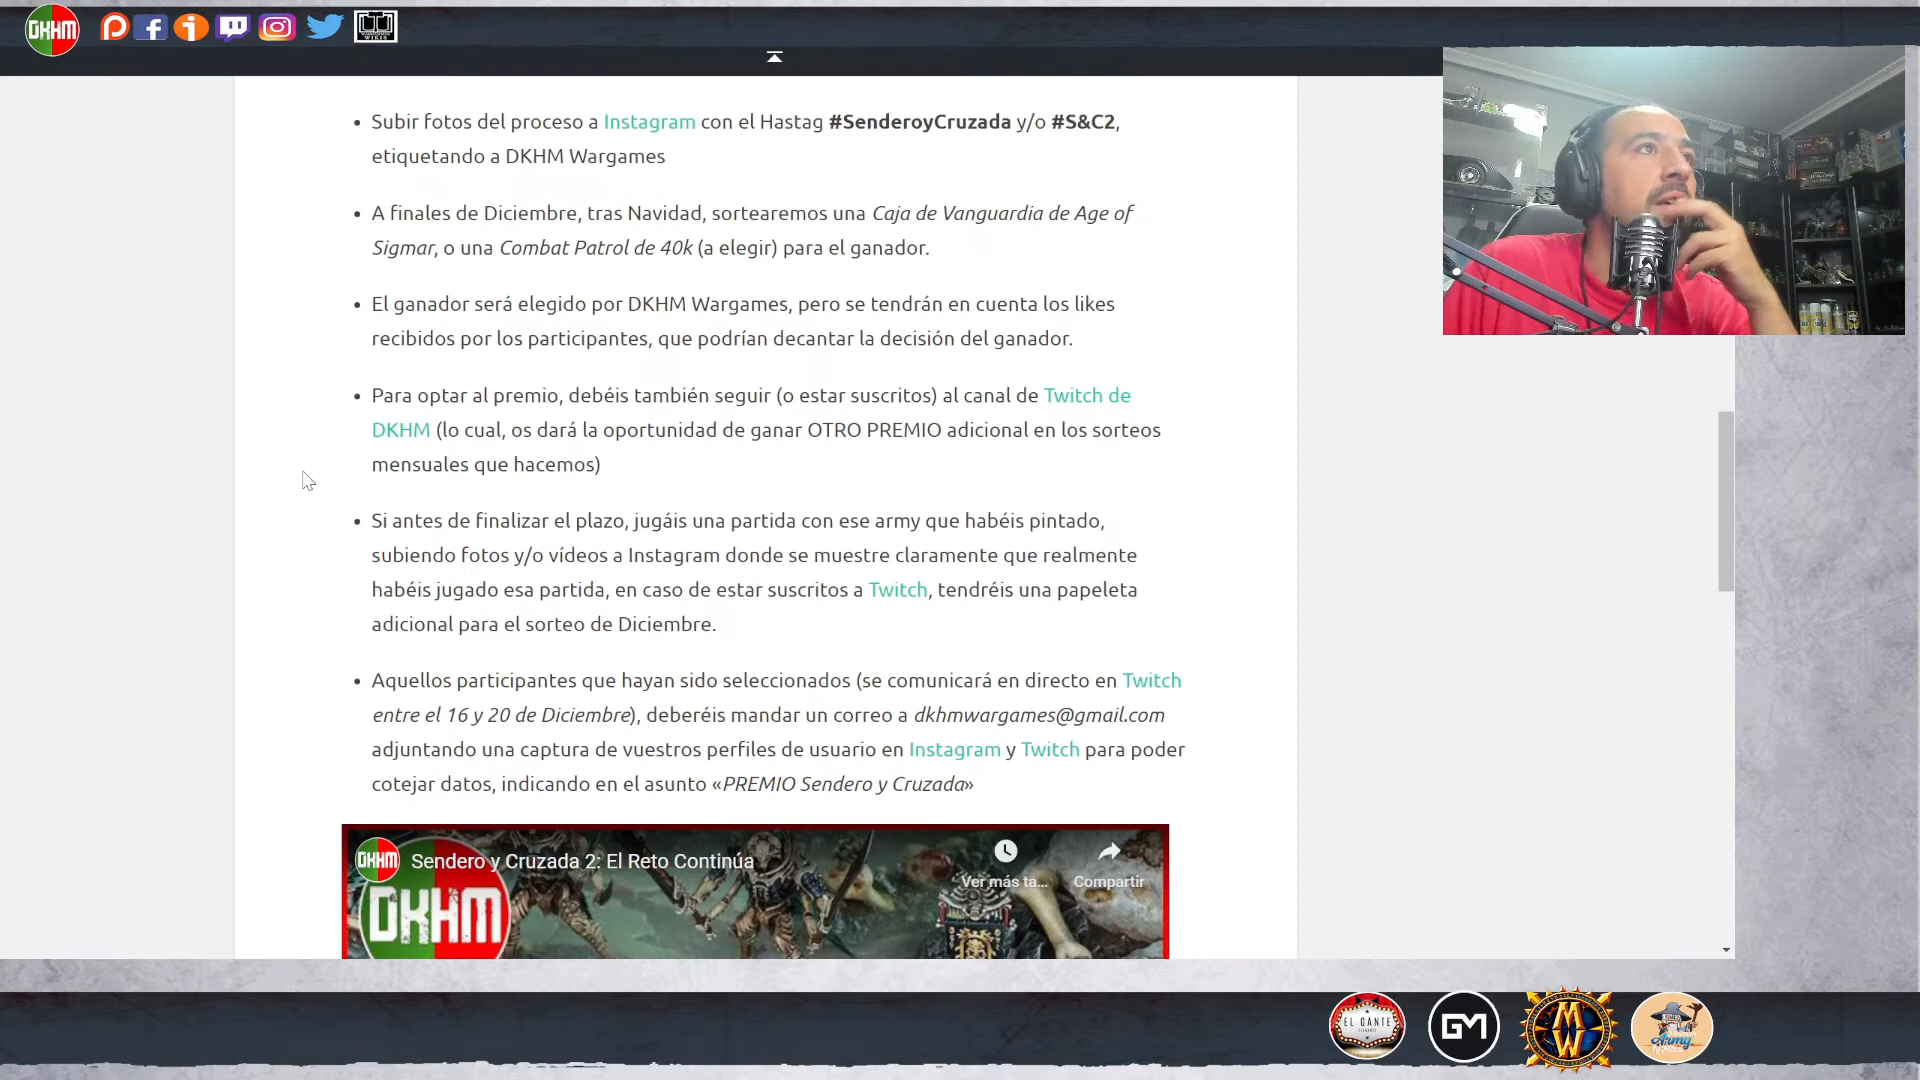 DKHM
Subir fotos del proceso a Instagram con el Hastag #SenderoyCruzada y/o #S&C2,
etiquetando a DKHM Wargames
A finales de Diciembre, tras Navidad, sortearemos una Caja de Vanguardia de Age of
Sigmar, o una Combat Patrol de 40k (a elegir) para el ganador.
El ganador será elegido por DKHM Wargames, pero se tendrán en cuenta los likes
recibidos por los participantes, que podrían decantar la decisión del ganador.
Para optar al premio, debéis también seguir (o estar suscritos) al canal de Twitch de
DKHM (lo cual, os dará la oportunidad de ganar OTRO PREMIO adicional en los sorteos
mensuales que hacemos)
Si antes de finalizar el plazo, jugáis una partida con ese army que habéis pintado,
subiendo fotos y/o vídeos a Instagram donde se muestre claramente que realmente
habéis jugado esa partida, en caso de estar suscritos a Twitch, tendréis una papeleta
adicional para el sorteo de Diciembre.
Aquellos participantes que hayan sido seleccionados (se comunicará en directo en Twitch
entre el 16 y 20 de Diciembre), deberéis mandar un correo a dkhmwargames@gmail.com
adjuntando una captura de vuestros perfiles de usuario en Instagram y Twitch para poder
cotejar datos, indicando en el asunto «PREMIO Sendero y Cruzada»
DKHM
Sendero y Cruzada 2: El Reto Continúa
Ver más ta...
Compartir
DKHM
EL GANTE
GM
MW
Army